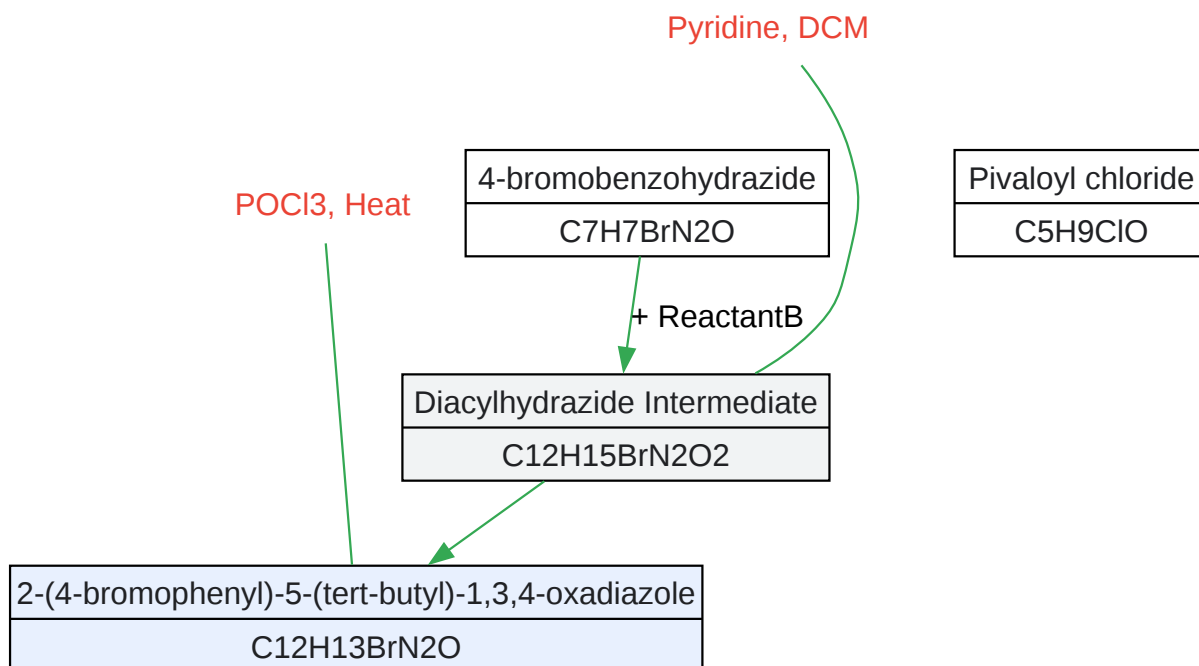 Pyridine, DCM
POCl3, Heat
4-bromobenzohydrazide
C7H7BrN2O
Pivaloyl chloride
C5H9ClO
+ ReactantB
Diacylhydrazide Intermediate
C12H15BrN2O2
2-(4-bromophenyl)-5-(tert-butyl)-1,3,4-oxadiazole
C12H13BrN2O